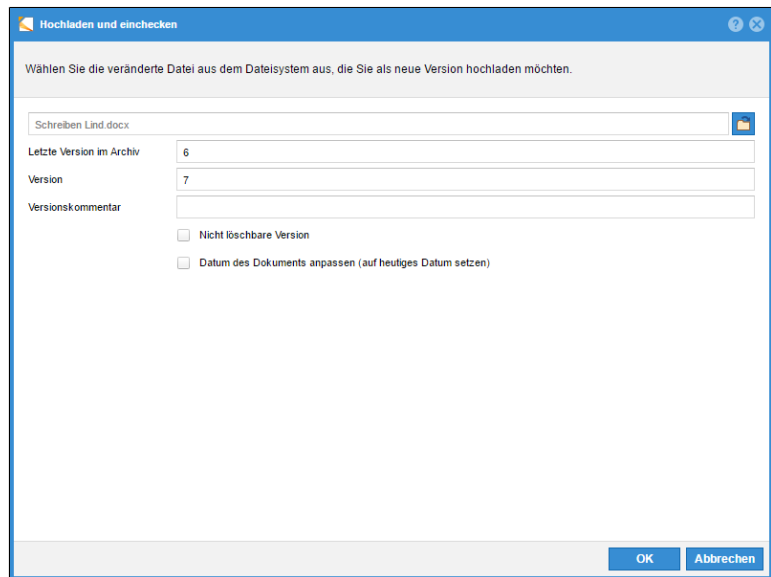 Hochladen und einchecken
Wählen Sie die veränderte Datei aus dem Dateisystem aus, die Sie als neue Version hochladen möchten.
Schreiben Lind.docx
Letzte Version im Archiv 6
Version 7
Versionskommentar
Nicht löschbare Version
Datum des Dokuments anpassen (auf heutiges Datum setzen)
OK Abbrechen